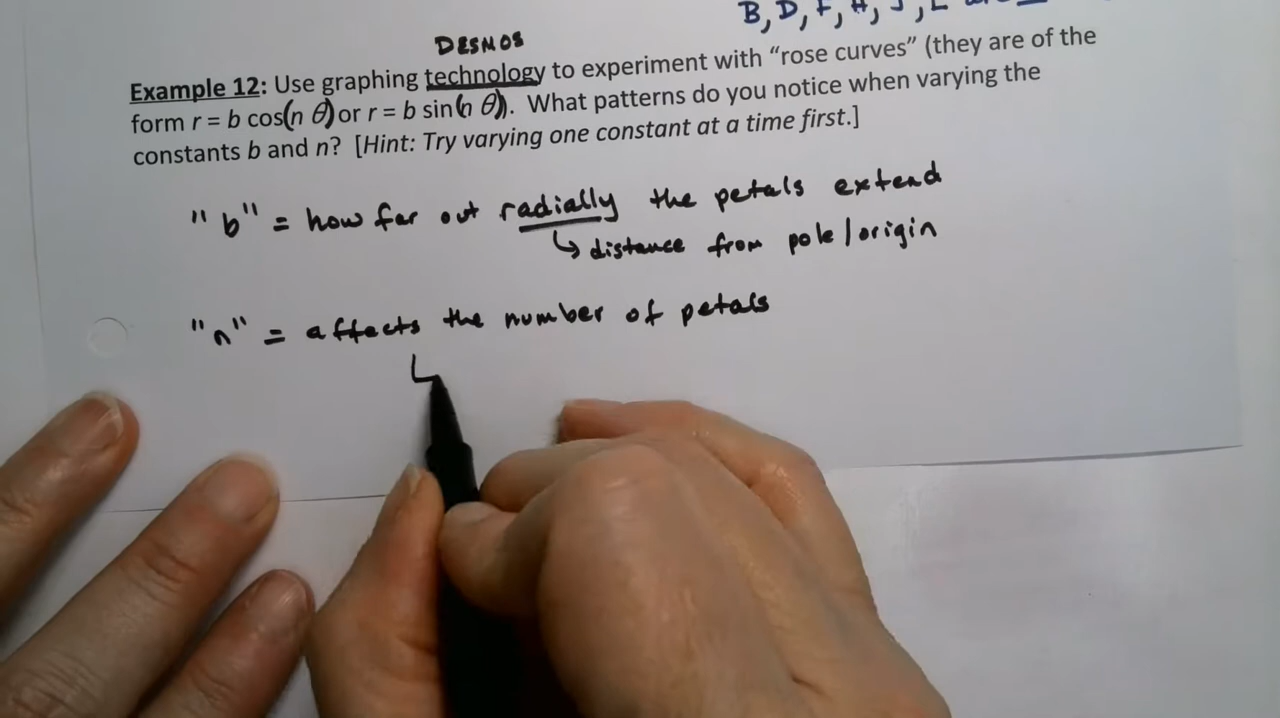 B, D, F, H, J, L
DESMOS
Example 12: Use graphing technology to experiment with “rose curves” (they are of the
form r = b cos(n θ) or r = b sin(n θ). What patterns do you notice when varying the
constants b and n? [Hint: Try varying one constant at a time first.]
"b" = how far out radially the petals extend
↳ distance from pole/origin
"n" = affects the number of petals